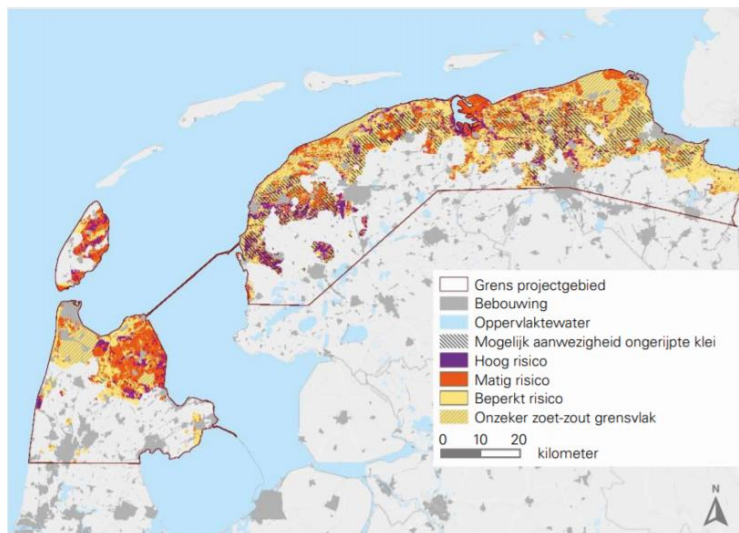 Grens projectgebied
Bebouwing
Oppervlaktewater
Mogelijk aanwezigheid ongerijpte klei
Hoog risico
Matig risico
Beperkt risico
Onzeker zoet-zout grensvlak
0 10 20
kilometer
N